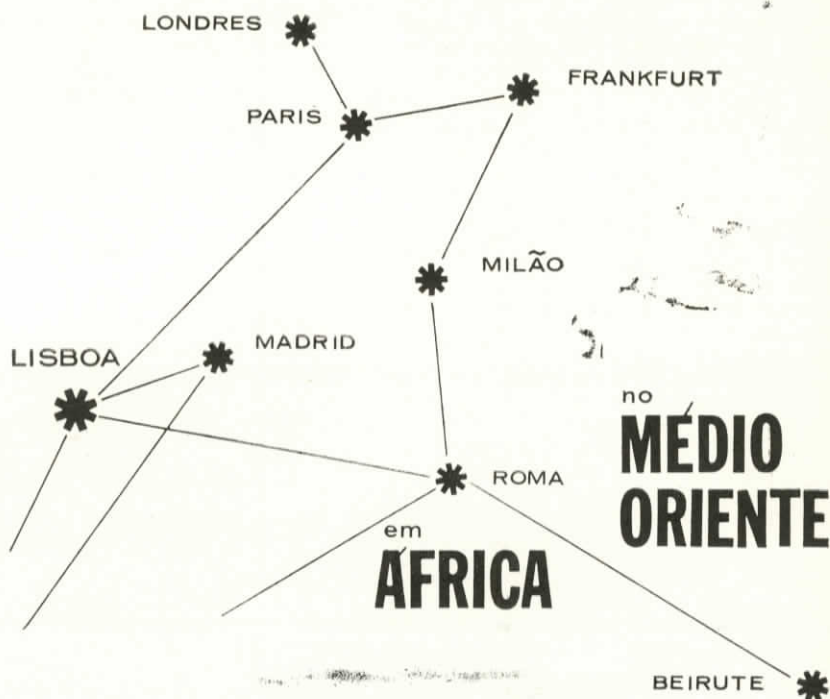 LONDRES
FRANKFURT
PARIS
MILÃO
MADRID
LISBOA
no
MÉDIO
ORIENTE
ROMA
em
ÁFRICA
BEIRUTE